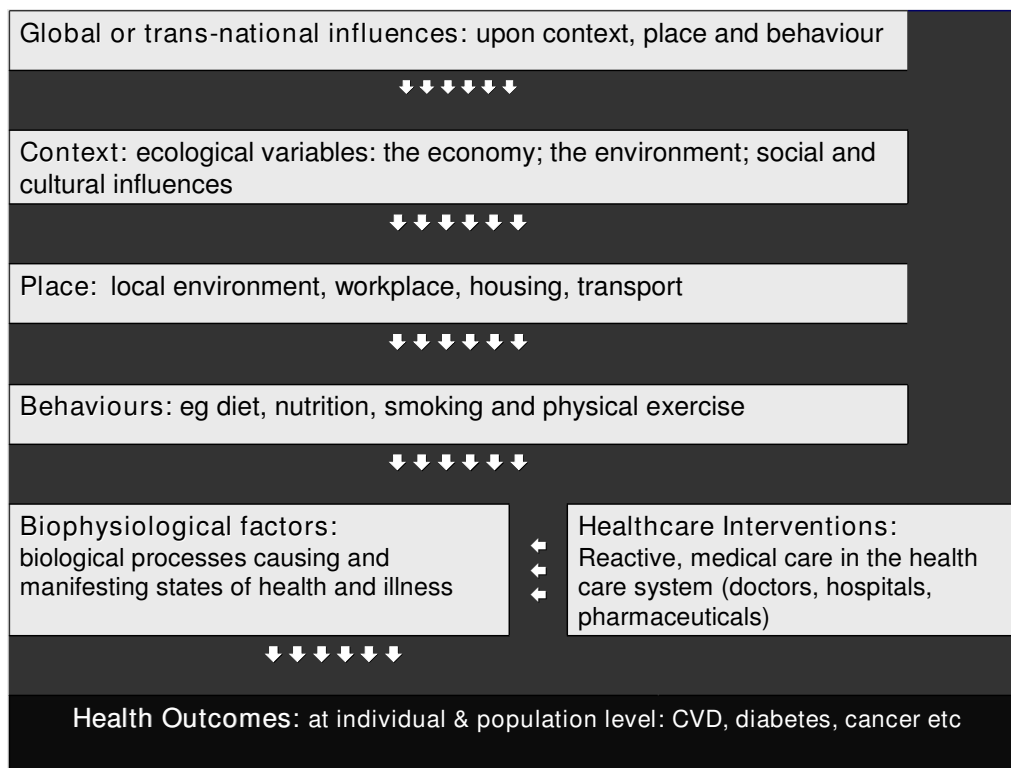 Global or trans-national influences: upon context, place and behaviour
Context: ecological variables: the economy; the environment; social and
cultural influences
Place: local environment, workplace, housing, transport
Behaviours: eg diet, nutrition, smoking and physical exercise
Biophysiological factors:
biological processes causing and
manifesting states of health and illness
Healthcare Interventions:
Reactive, medical care in the health
care system (doctors, hospitals,
pharmaceuticals)
Health Outcomes: at individual & population level: CVD, diabetes, cancer etc